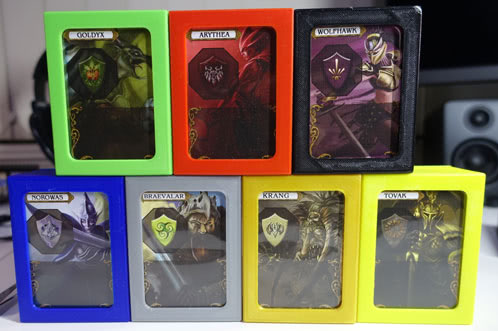 GOLDYX
ARYTHEA
WOLFHAWK
NOROWAS
BRAEVALAR
KRANG
TOVAK